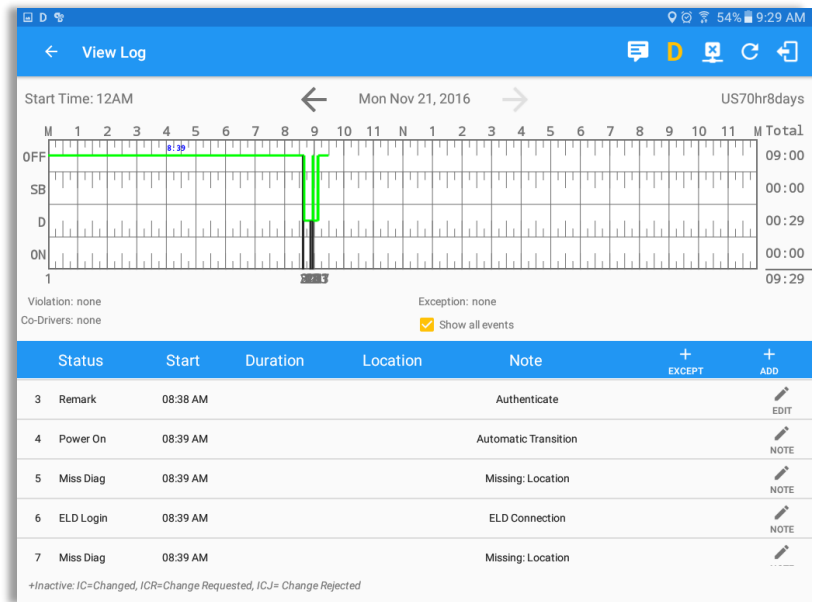 D 54% 9:29 AM
View Log D
Start Time: 12AM Mon Nov 21, 2016 US70hr8days
M 1 2 3 4 5 6 7 8 9 10 11 N 1 2 3 4 5 6 7 8 9 10 11 M Total
8:39
OFF 09:00
SB 00:00
D 00:29
ON 00:00
1 09:29
Violation: none Exception: none
Co-Drivers: none Show all events
Status Start Duration Location Note + EXCEPT + ADD
3 Remark 08:38 AM Authenticate EDIT
4 Power On 08:39 AM Automatic Transition NOTE
5 Miss Diag 08:39 AM Missing: Location NOTE
6 ELD Login 08:39 AM ELD Connection NOTE
7 Miss Diag 08:39 AM Missing: Location
+Inactive: IC=Changed, ICR=Change Requested, ICJ= Change Rejected